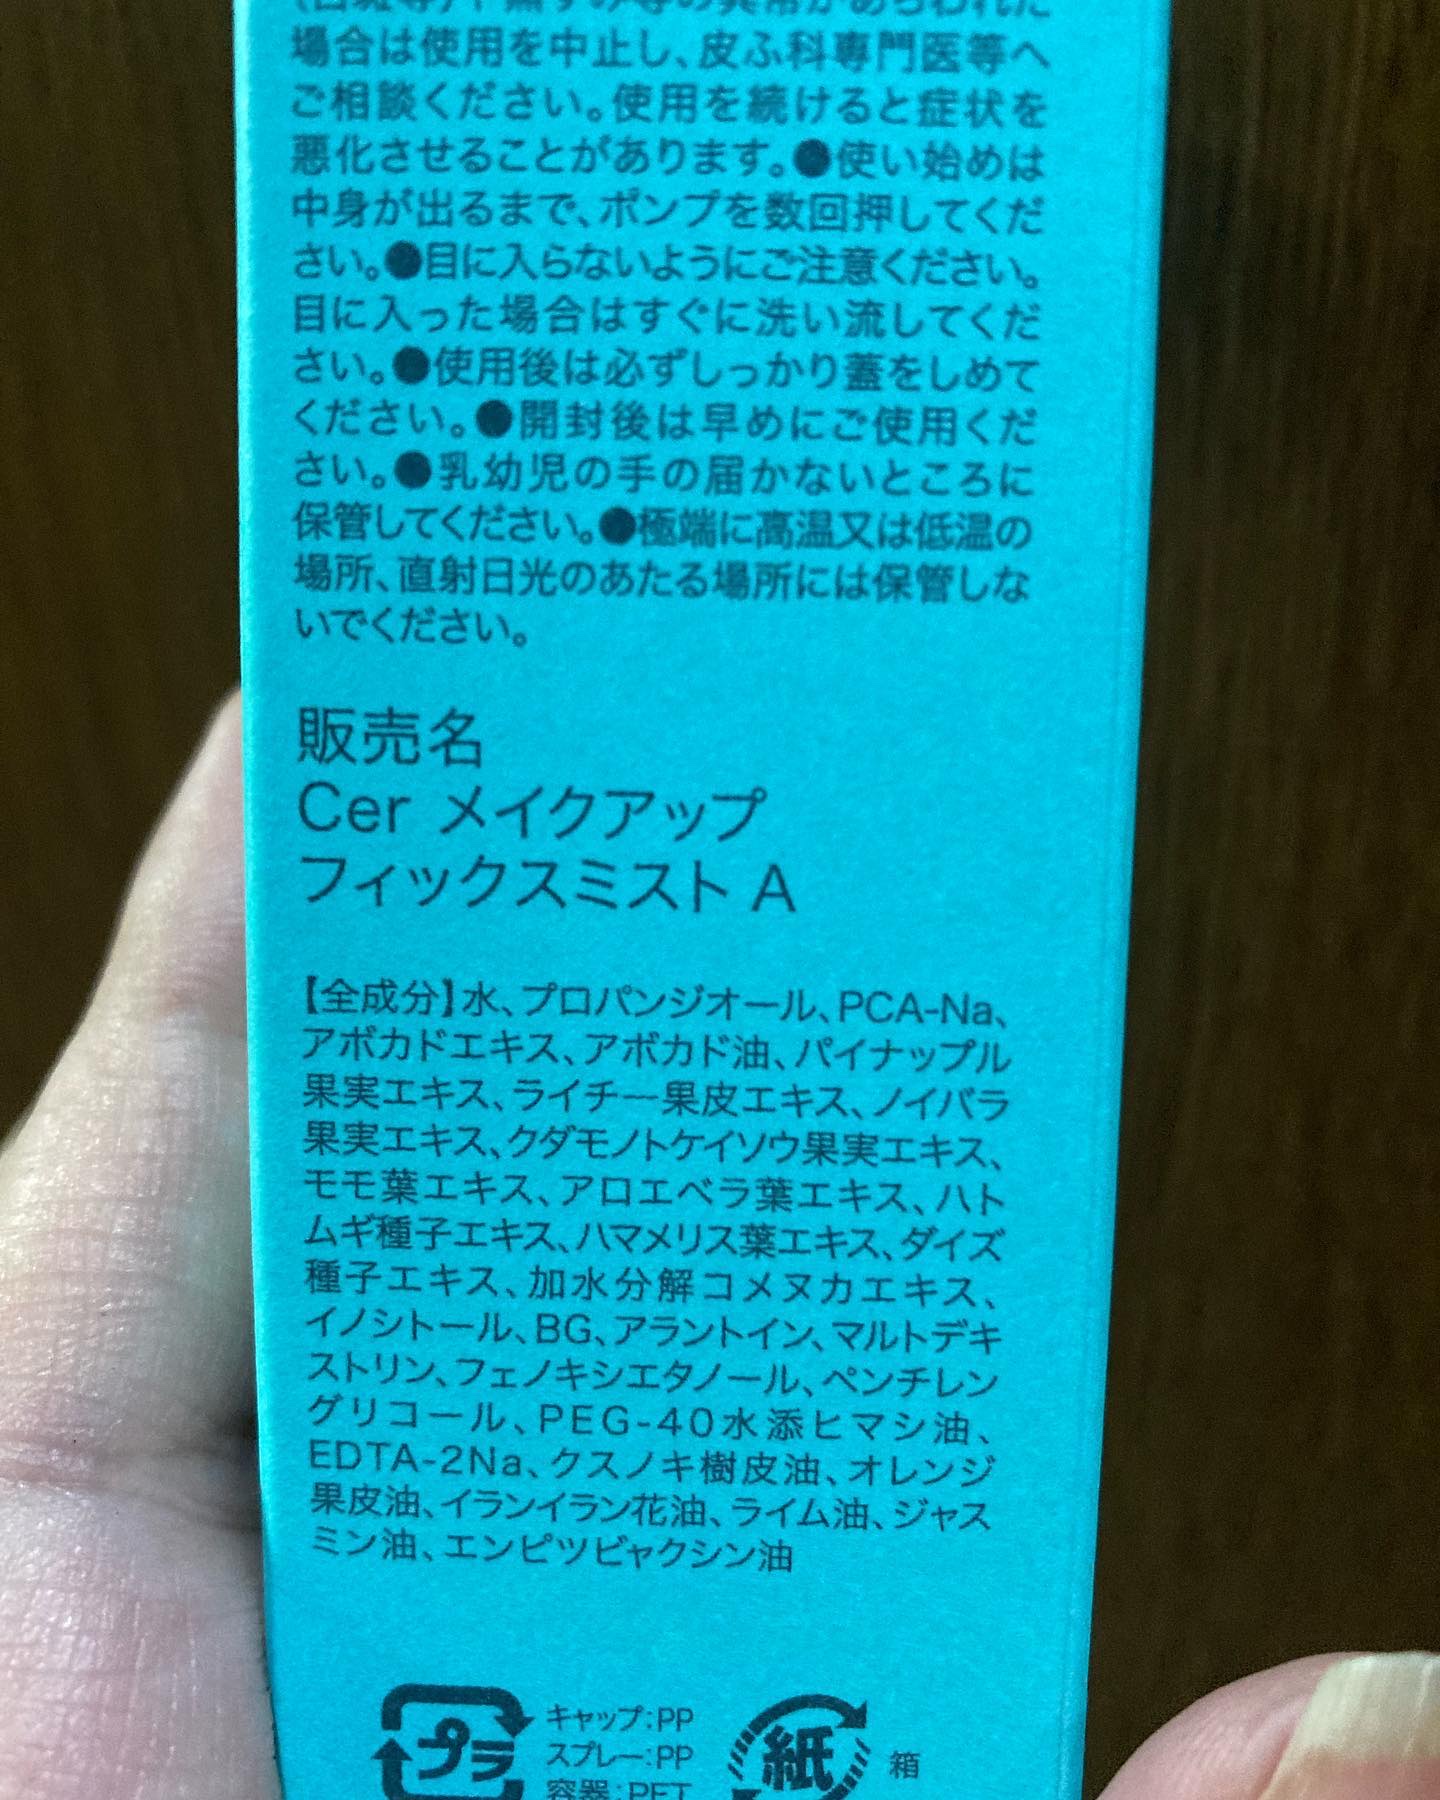 (白斑等)や黒ずみ等の異常があらわれた
場合は使用を中止し、皮ふ科専門医等へ
ご相談ください。使用を続けると症状を
悪化させることがあります。●使い始めは
中身が出るまで、ポンプを数回押してくだ
さい。●目に入らないようにご注意ください。
目に入った場合はすぐに洗い流してくだ
さい。●使用後は必ずしっかり蓋をしめて
ください。●開封後は早めにご使用くだ
さい。●乳幼児の手の届かないところに
保管してください。●極端に高温又は低温の
場所、直射日光のあたる場所には保管しな
いでください。
販売名
Cer メイクアップ
フィックスミスト A
【全成分】水、プロパンジオール、PCA-Na、
アボカドエキス、アボカド油、パイナップル
果実エキス、ライチー果皮エキス、ノイバラ
果実エキス、クダモノトケイソウ果実エキス、
モモ葉エキス、アロエベラ葉エキス、ハト
ムギ種子エキス、ハマメリス葉エキス、ダイズ
種子エキス、加水分解コメヌカエキス、
イノシトール、BG、アラントイン、マルトデキ
ストリン、フェノキシエタノール、ペンチレン
グリコール、PEG-40水添ヒマシ油、
EDTA-2Na、クスノキ樹皮油、オレンジ
果皮油、イランイラン花油、ライム油、ジャス
ミン油、エンピツビャクシン油
プラ
キャップ:PP
スプレー:PP
容器:PET
紙
箱